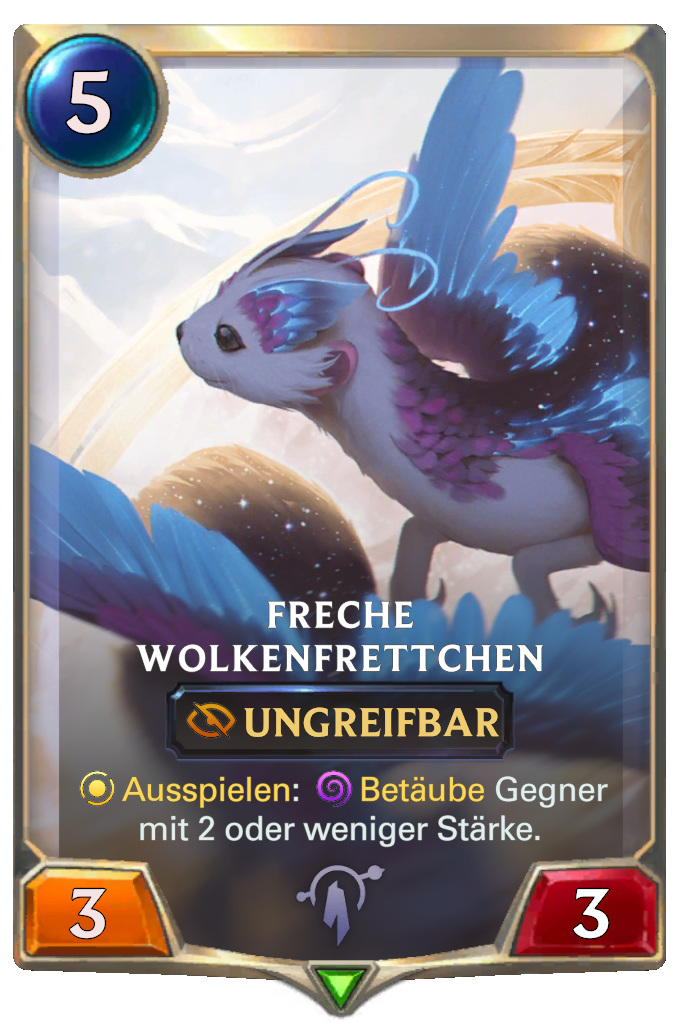 5
FRECHE
WOLKENFRETTCHEN
UNGREIFBAR
Ausspielen: Betäube Gegner
mit 2 oder weniger Stärke.
3
3